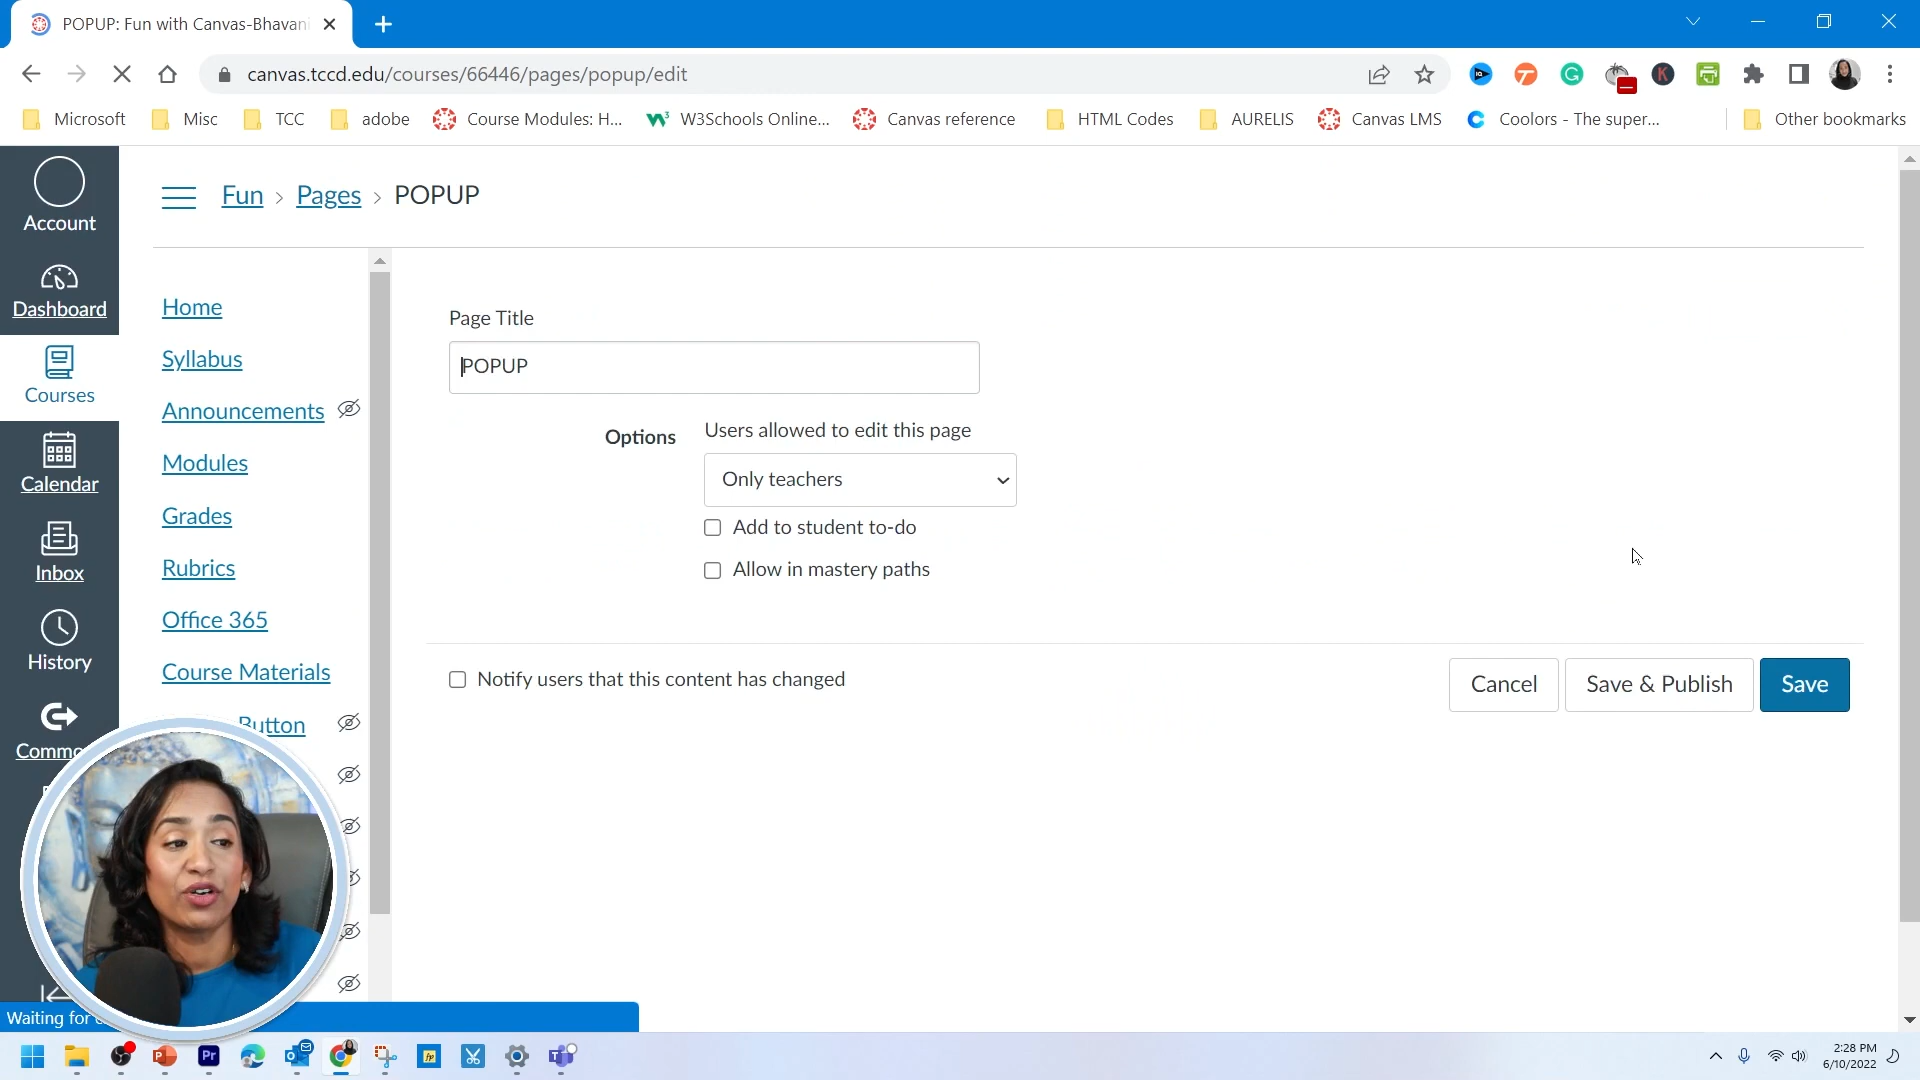 POPUP: Fun with Canvas-Bhavani
canvas.tccd.edu/courses/66446/pages/popup/edit
Microsoft Misc TCC adobe Course Modules: H... W3Schools Online... Canvas reference HTML Codes AURELIS Canvas LMS Coolors - The super... Other bookmarks
Account
Dashboard
Courses
Calendar
Inbox
History
Commo
Fun > Pages > POPUP
Home
Syllabus
Announcements
Modules
Grades
Rubrics
Office 365
Course Materials
Button
Page Title
POPUP
Options
Users allowed to edit this page
Only teachers
Add to student to-do
Allow in mastery paths
Notify users that this content has changed
Cancel
Save & Publish
Save
Waiting for
2:28 PM
6/10/2022